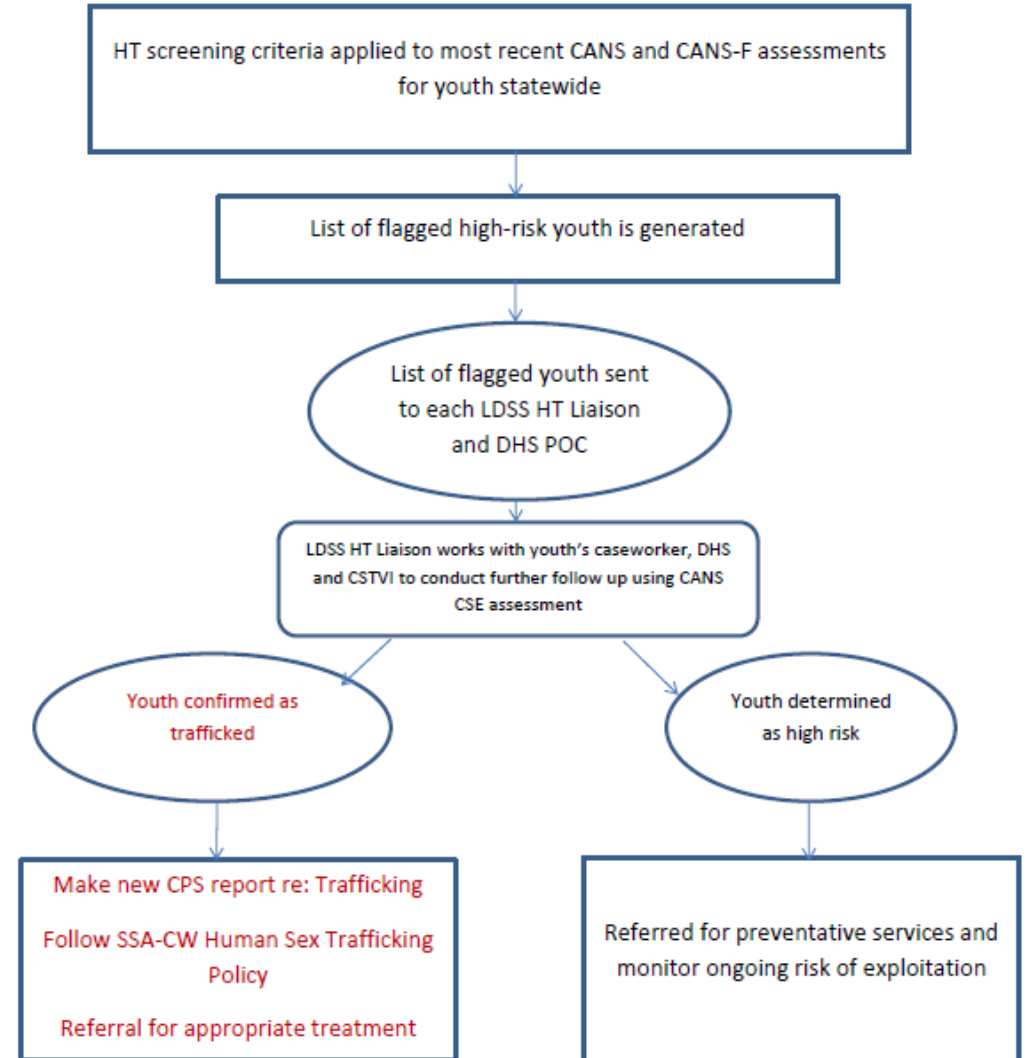 HT screening criteria applied to most recent CANS and CANS-F assessments
for youth statewide
List of flagged high-risk youth is generated
List of flagged youth sent
to each LDSS HT Liaison
and DHS POC
LDSS HT Liaison works with youth's caseworker, DHS
and CSTVI to conduct further follow up using CANS
CSE assessment
Youth confirmed as
trafficked
Youth determined
as high risk
Make new CPS report re: Trafficking
Follow SSA-CW Human Sex Trafficking
Policy
Referral for appropriate treatment
Referred for preventative services and
monitor ongoing risk of exploitation